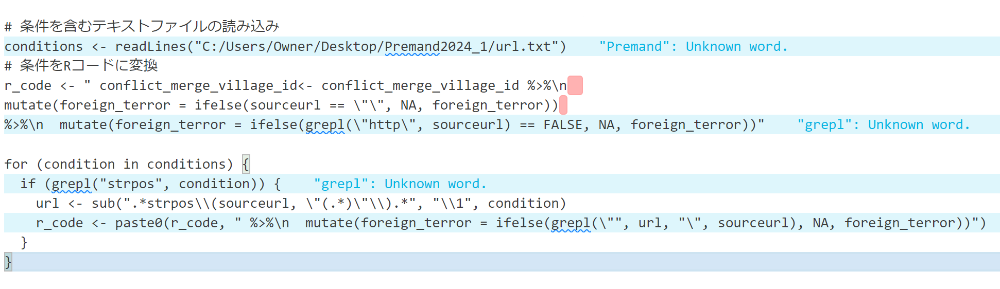 # 条件を含むテキストファイルの読み込み
conditions <- readLines("C:/Users/Owner/Desktop/Premand2024_1/url.txt")    "Premand": Unknown word.
# 条件をRコードに変換
r_code <- " conflict_merge_village_id<- conflict_merge_village_id %>%\n
mutate(foreign_terror = ifelse(sourceurl == \"\", NA, foreign_terror))
%>%\n  mutate(foreign_terror = ifelse(grepl(\"http\", sourceurl) == FALSE, NA, foreign_terror))"    "grepl": Unknown word.
for (condition in conditions) {
  if (grepl("strpos", condition)) {    "grepl": Unknown word.
    url <- sub(".*strpos\\(sourceurl, \"(.*)\"\\).*", "\\1", condition)
    r_code <- paste0(r_code, " %>%\n  mutate(foreign_terror = ifelse(grepl(\"", url, "\", sourceurl), NA, foreign_terror))")
  }
}